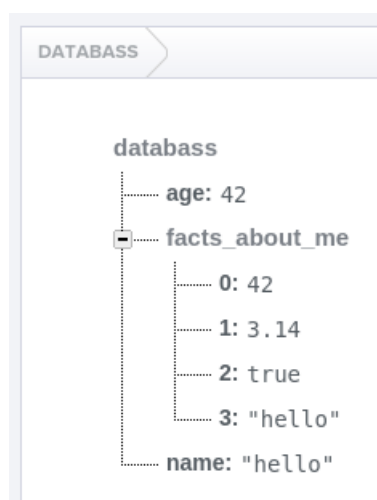 DATABASS
databass
age: 42
facts_about_me
0: 42
1: 3.14
2: true
3: "hello"
name: "hello"